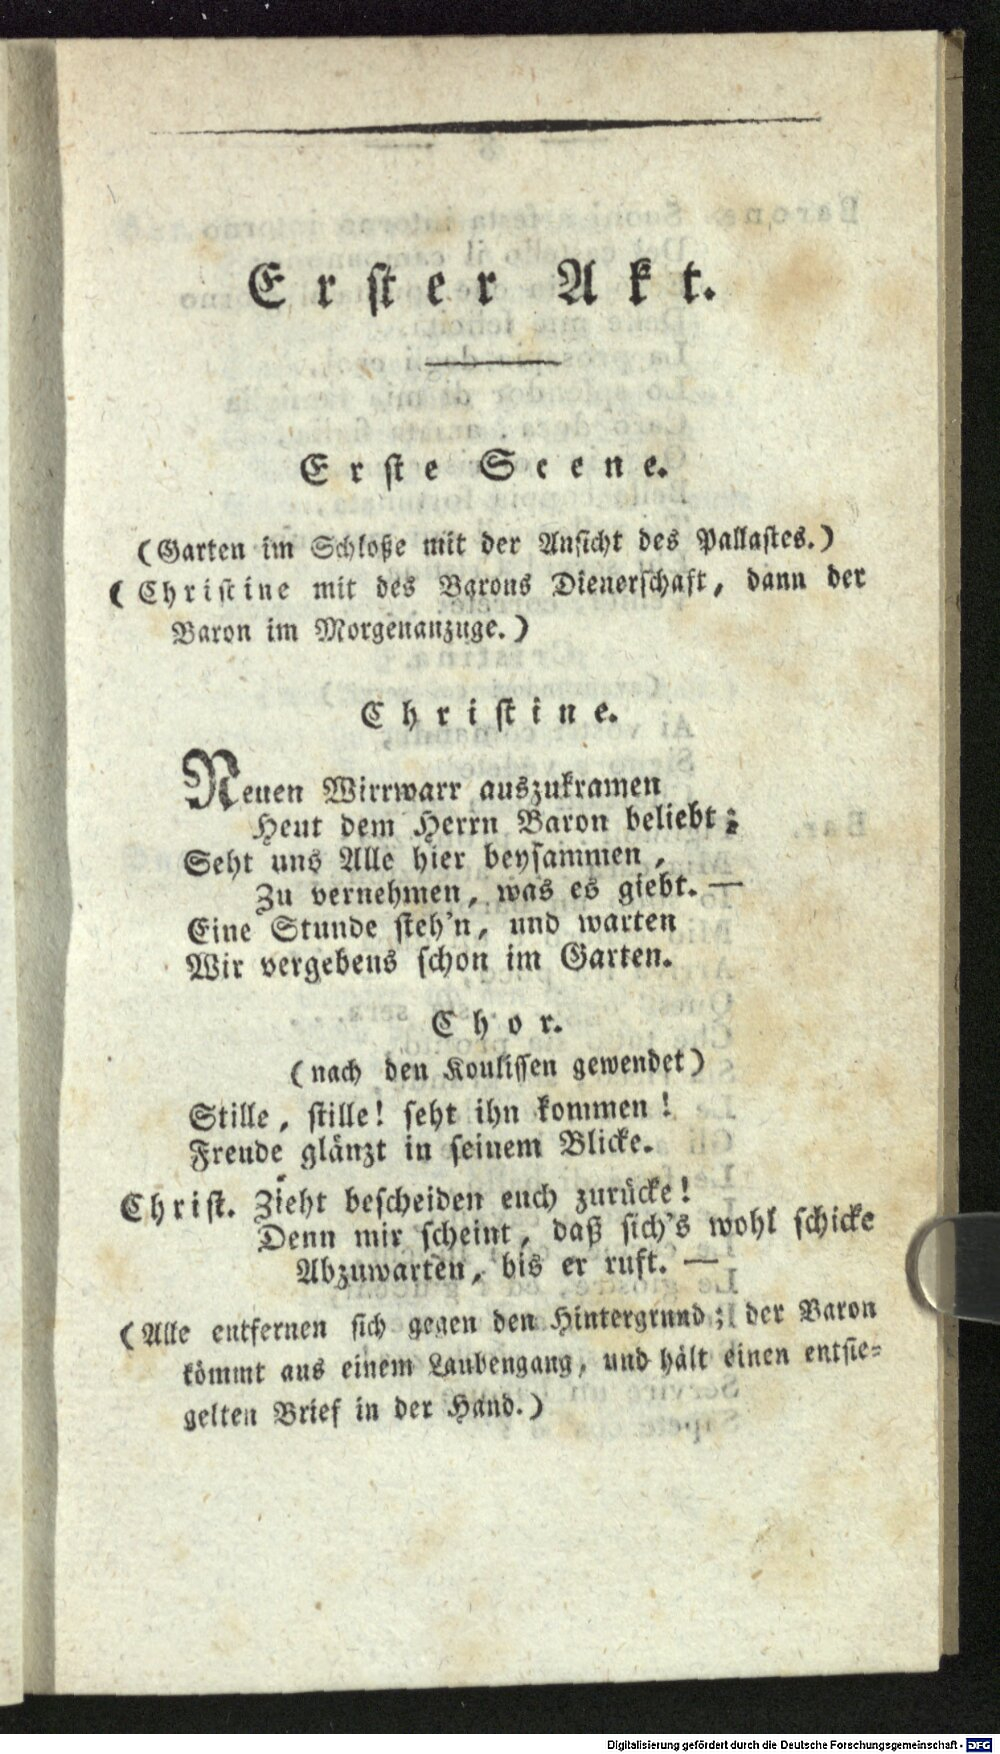 Erster Akt.
Erste Scene.
(Garten im Schloße mit der Ansicht des Pallastes.)
(Christine mit des Barons Dienerschaft, dann der
Baron im Morgenanzuge.)
Christine.
Neuen Wirrwarr auszukramen
Heut dem Herrn Baron beliebt;
Seht uns Alle hier beysammen,
Zu vernehmen, was es giebt. —
Eine Stunde steh'n, und warten
Wir vergebens schon im Garten.
Chor.
(nach den Koulissen gewendet)
Stille, stille! seht ihn kommen!
Freude glänzt in seinem Blicke.
Christ. Zieht bescheiden euch zurücke!
Denn mir scheint, daß sich's wohl schicke
Abzuwarten, bis er ruft. —
(Alle entfernen sich gegen den Hintergrund; der Baron
kömmt aus einem Laubengang, und hält einen entsie-
gelten Brief in der Hand.)
Digitalisierung gefördert durch die Deutsche Forschungsgemeinschaft - DFG